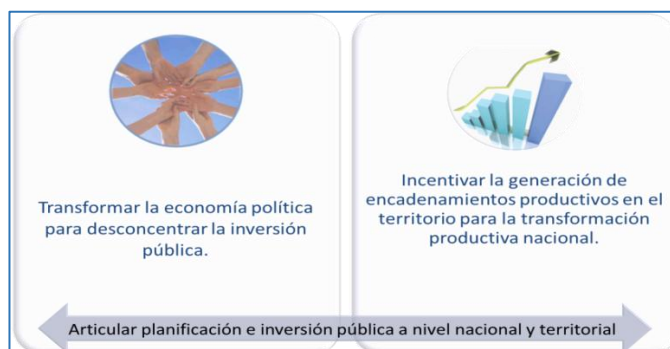 Transformar la economía política
para desconcentrar la inversión
pública.
Incentivar la generación de
encadenamientos productivos en el
territorio para la transformación
productiva nacional.
Articular planificación e inversión pública a nivel nacional y territorial